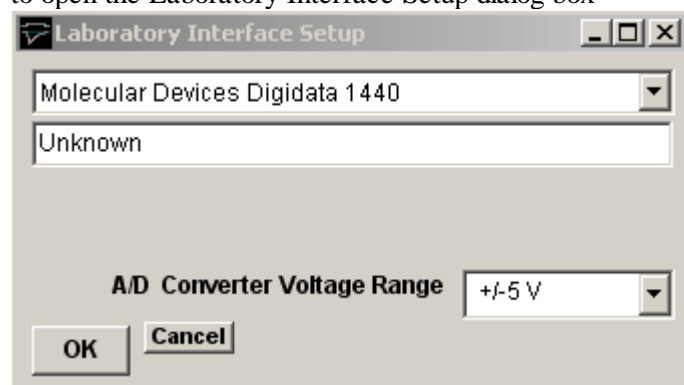 to open the Laboratory Interface Setup dialog box
Laboratory Interface Setup
Molecular Devices Digidata 1440
Unknown
A/D Converter Voltage Range
+/-5 V
OK
Cancel